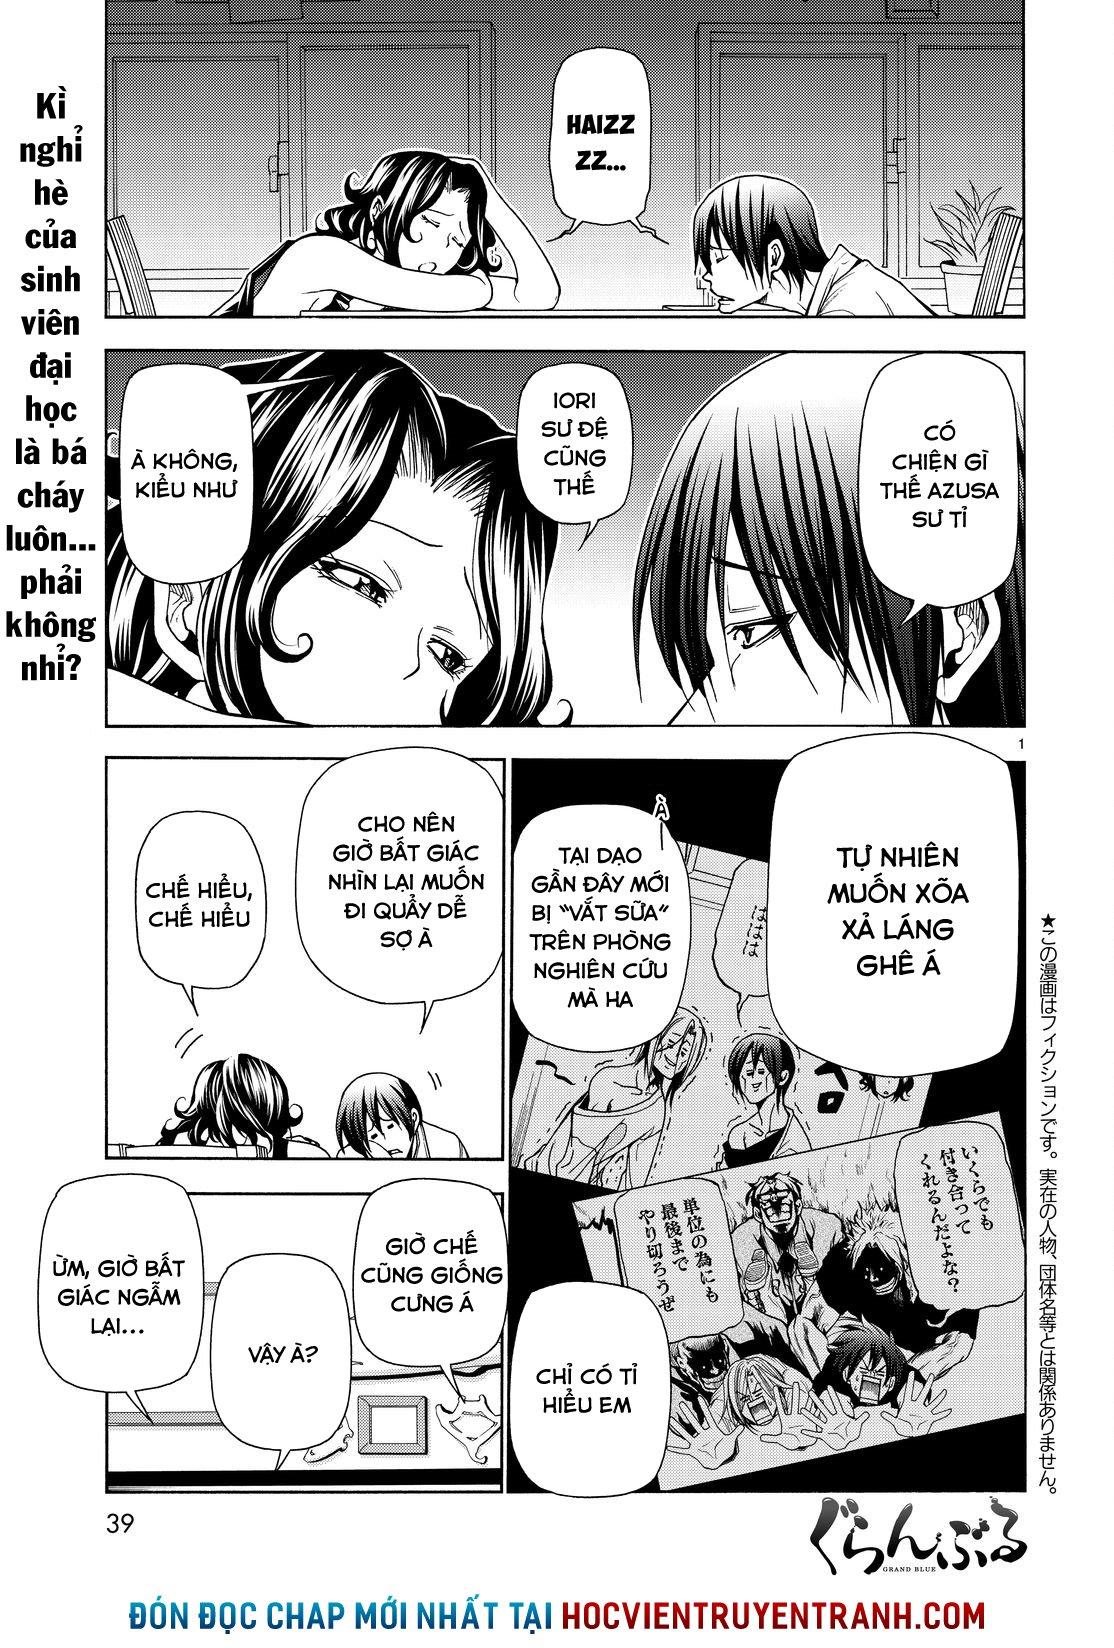 Kì
nghỉ
hè
của
sinh
viên
đại
học
là bá
cháy
luôn...
phải
không
nhỉ?
HAIZZ
ZZ...
CÓ
CHIỆN GÌ
THẾ AZUSA
SƯ TỈ
IORI
SƯ ĐỆ
CŨNG
THẾ
À KHÔNG,
KIỂU NHƯ
1
TỰ NHIÊN
MUỐN XÕA
XẢ LÁNG
GHÊ Á
À
TẠI DẠO
GẦN ĐÂY MỚI
BỊ "VẮT SỮA"
TRÊN PHÒNG
NGHIÊN CỨU
MÀ HA
いくらでも
付き合って
くれるんだよな?
単位の為にも
最後まで
やり切ろうぜ
CHỈ CÓ TỈ
HIỂU EM
CHO NÊN
GIỜ BẤT GIÁC
NHÌN LẠI MUỐN
ĐI QUẨY DỄ
SỢ À
CHẾ HIỂU,
CHẾ HIỂU
GIỜ CHẾ
CŨNG GIỐNG
CƯNG Á
VẬY À?
ỪM, GIỜ BẤT
GIÁC NGẪM
LẠI...
★この漫画はフィクションです。実在の人物、団体名等とは関係ありません。
39
ぐらんぶる
GRAND BLUE
ĐÓN ĐỌC CHAP MỚI NHẤT TẠI HOCVIENTRUYENTRANH.COM